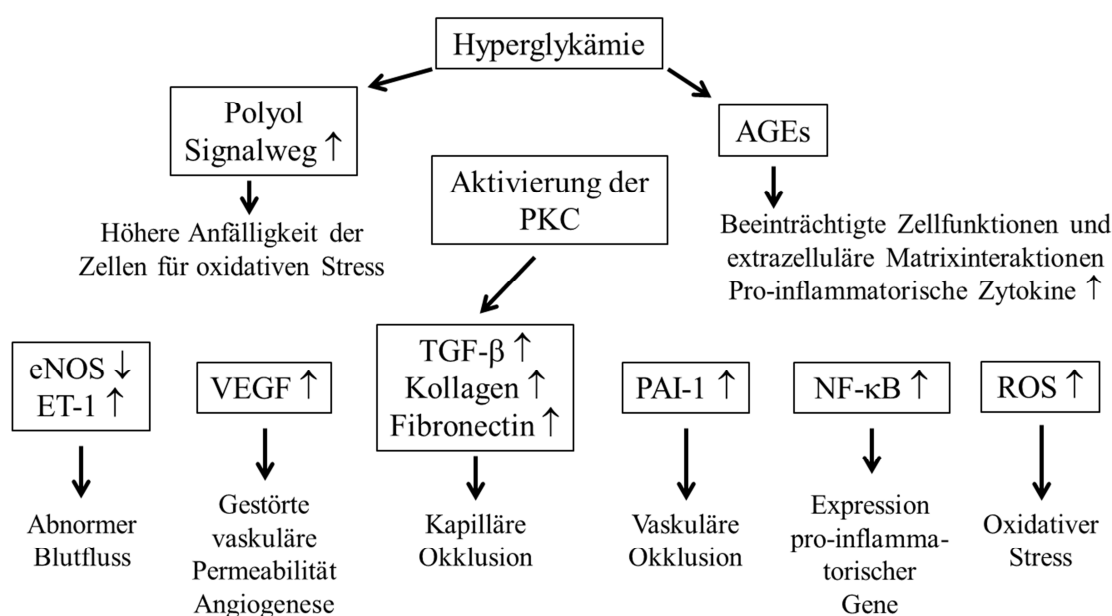 Hyperglykämie
Polyol
Signalweg ↑
AGEs
Aktivierung der
PKC
Höhere Anfälligkeit der
Zellen für oxidativen Stress
Beeinträchtigte Zellfunktionen und
extrazelluläre Matrixinteraktionen
Pro-inflammatorische Zytokine ↑
eNOS ↓
ET-1 ↑
VEGF ↑
TGF-β ↑
Kollagen ↑
Fibronectin ↑
PAI-1 ↑
NF-κB ↑
ROS ↑
Abnormer
Blutfluss
Gestörte
vaskuläre
Permeabilität
Angiogenese
Kapilläre
Okklusion
Vaskuläre
Okklusion
Expression
pro-inflamma-
torischer
Gene
Oxidativer
Stress